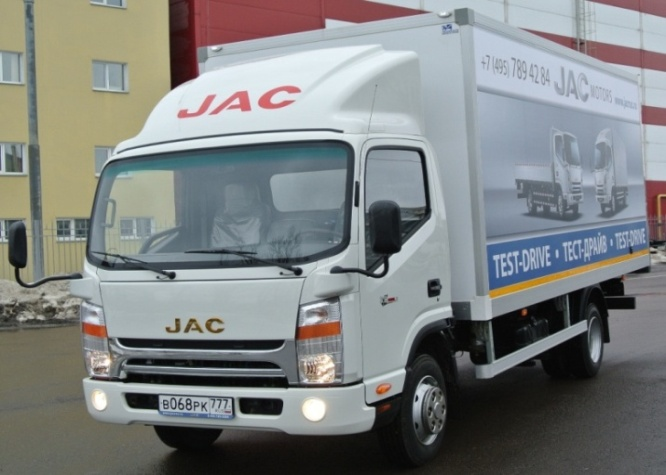 JAC
+7 (495) 789 42 84 JAC MOTORS
TEST-DRIVE • ТЕСТ-ДРАЙВ • TEST-DRIVE
JAC
В068РК 777